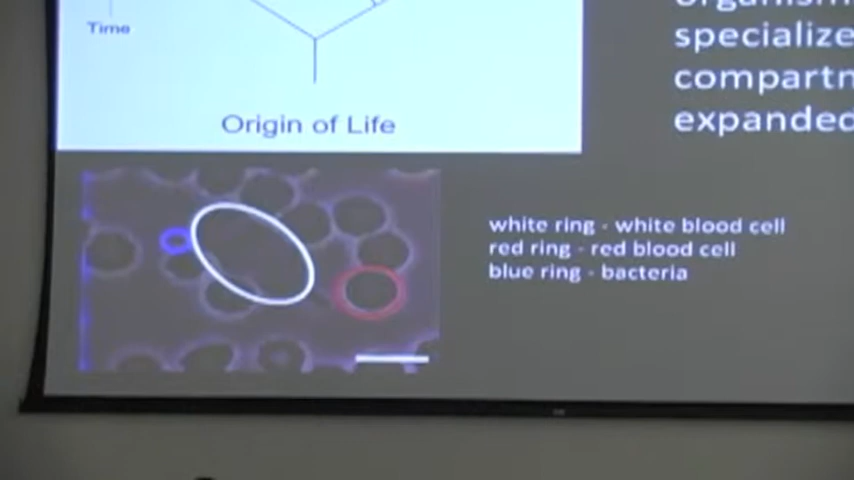 Time
Origin of Life
specialize
compartm
expanded
white ring - white blood cell
red ring - red blood cell
blue ring - bacteria